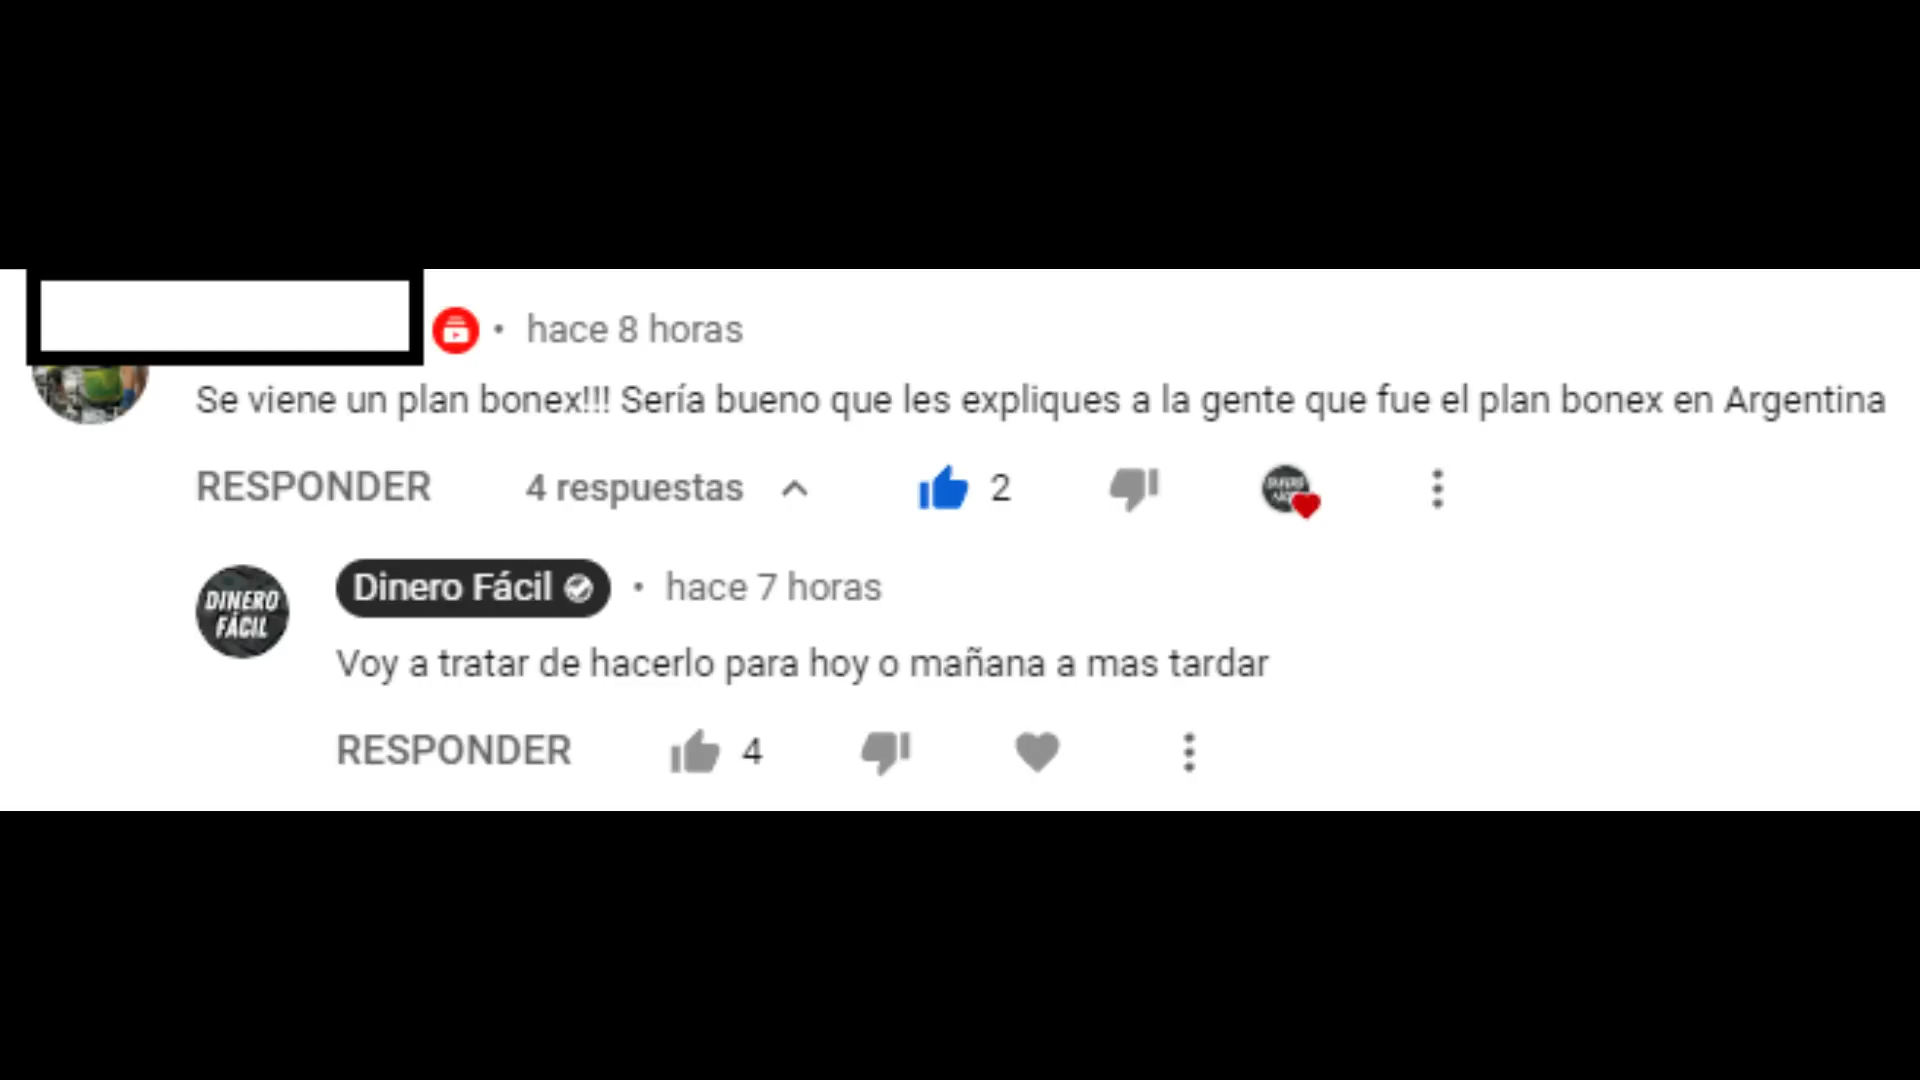 hace 8 horas
Se viene un plan bonex!!! Sería bueno que les expliques a la gente que fue el plan bonex en Argentina
RESPONDER 4 respuestas 2
DINERO
FÁCIL
Dinero Fácil • hace 7 horas
Voy a tratar de hacerlo para hoy o mañana a mas tardar
RESPONDER 4